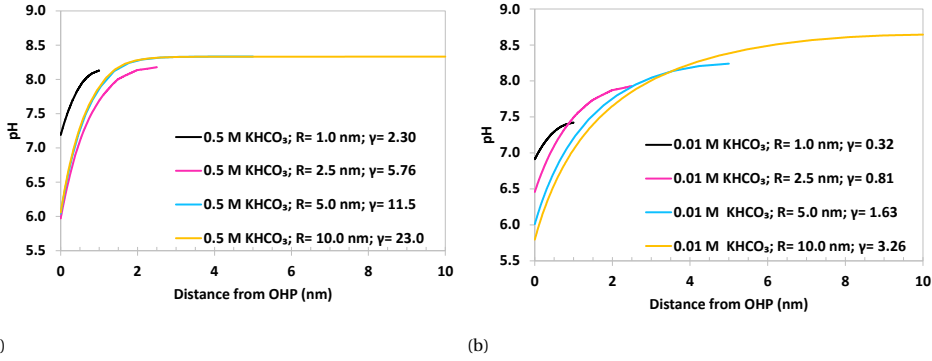 9.0
8.5
8.0
7.5
7.0
6.5
6.0
5.5
pH
0.5 M KHCO₃; R= 1.0 nm; γ= 2.30
0.5 M KHCO₃; R= 2.5 nm; γ= 5.76
0.5 M KHCO₃; R= 5.0 nm; γ= 11.5
0.5 M KHCO₃; R= 10.0 nm; γ= 23.0
0 2 4 6 8 10
Distance from OHP (nm)
)
9.0
8.5
8.0
7.5
7.0
6.5
6.0
5.5
pH
0.01 M KHCO₃; R= 1.0 nm; γ= 0.32
0.01 M KHCO₃; R= 2.5 nm; γ= 0.81
0.01 M KHCO₃; R= 5.0 nm; γ= 1.63
0.01 M KHCO₃; R= 10.0 nm; γ= 3.26
0 2 4 6 8 10
Distance from OHP (nm)
(b)